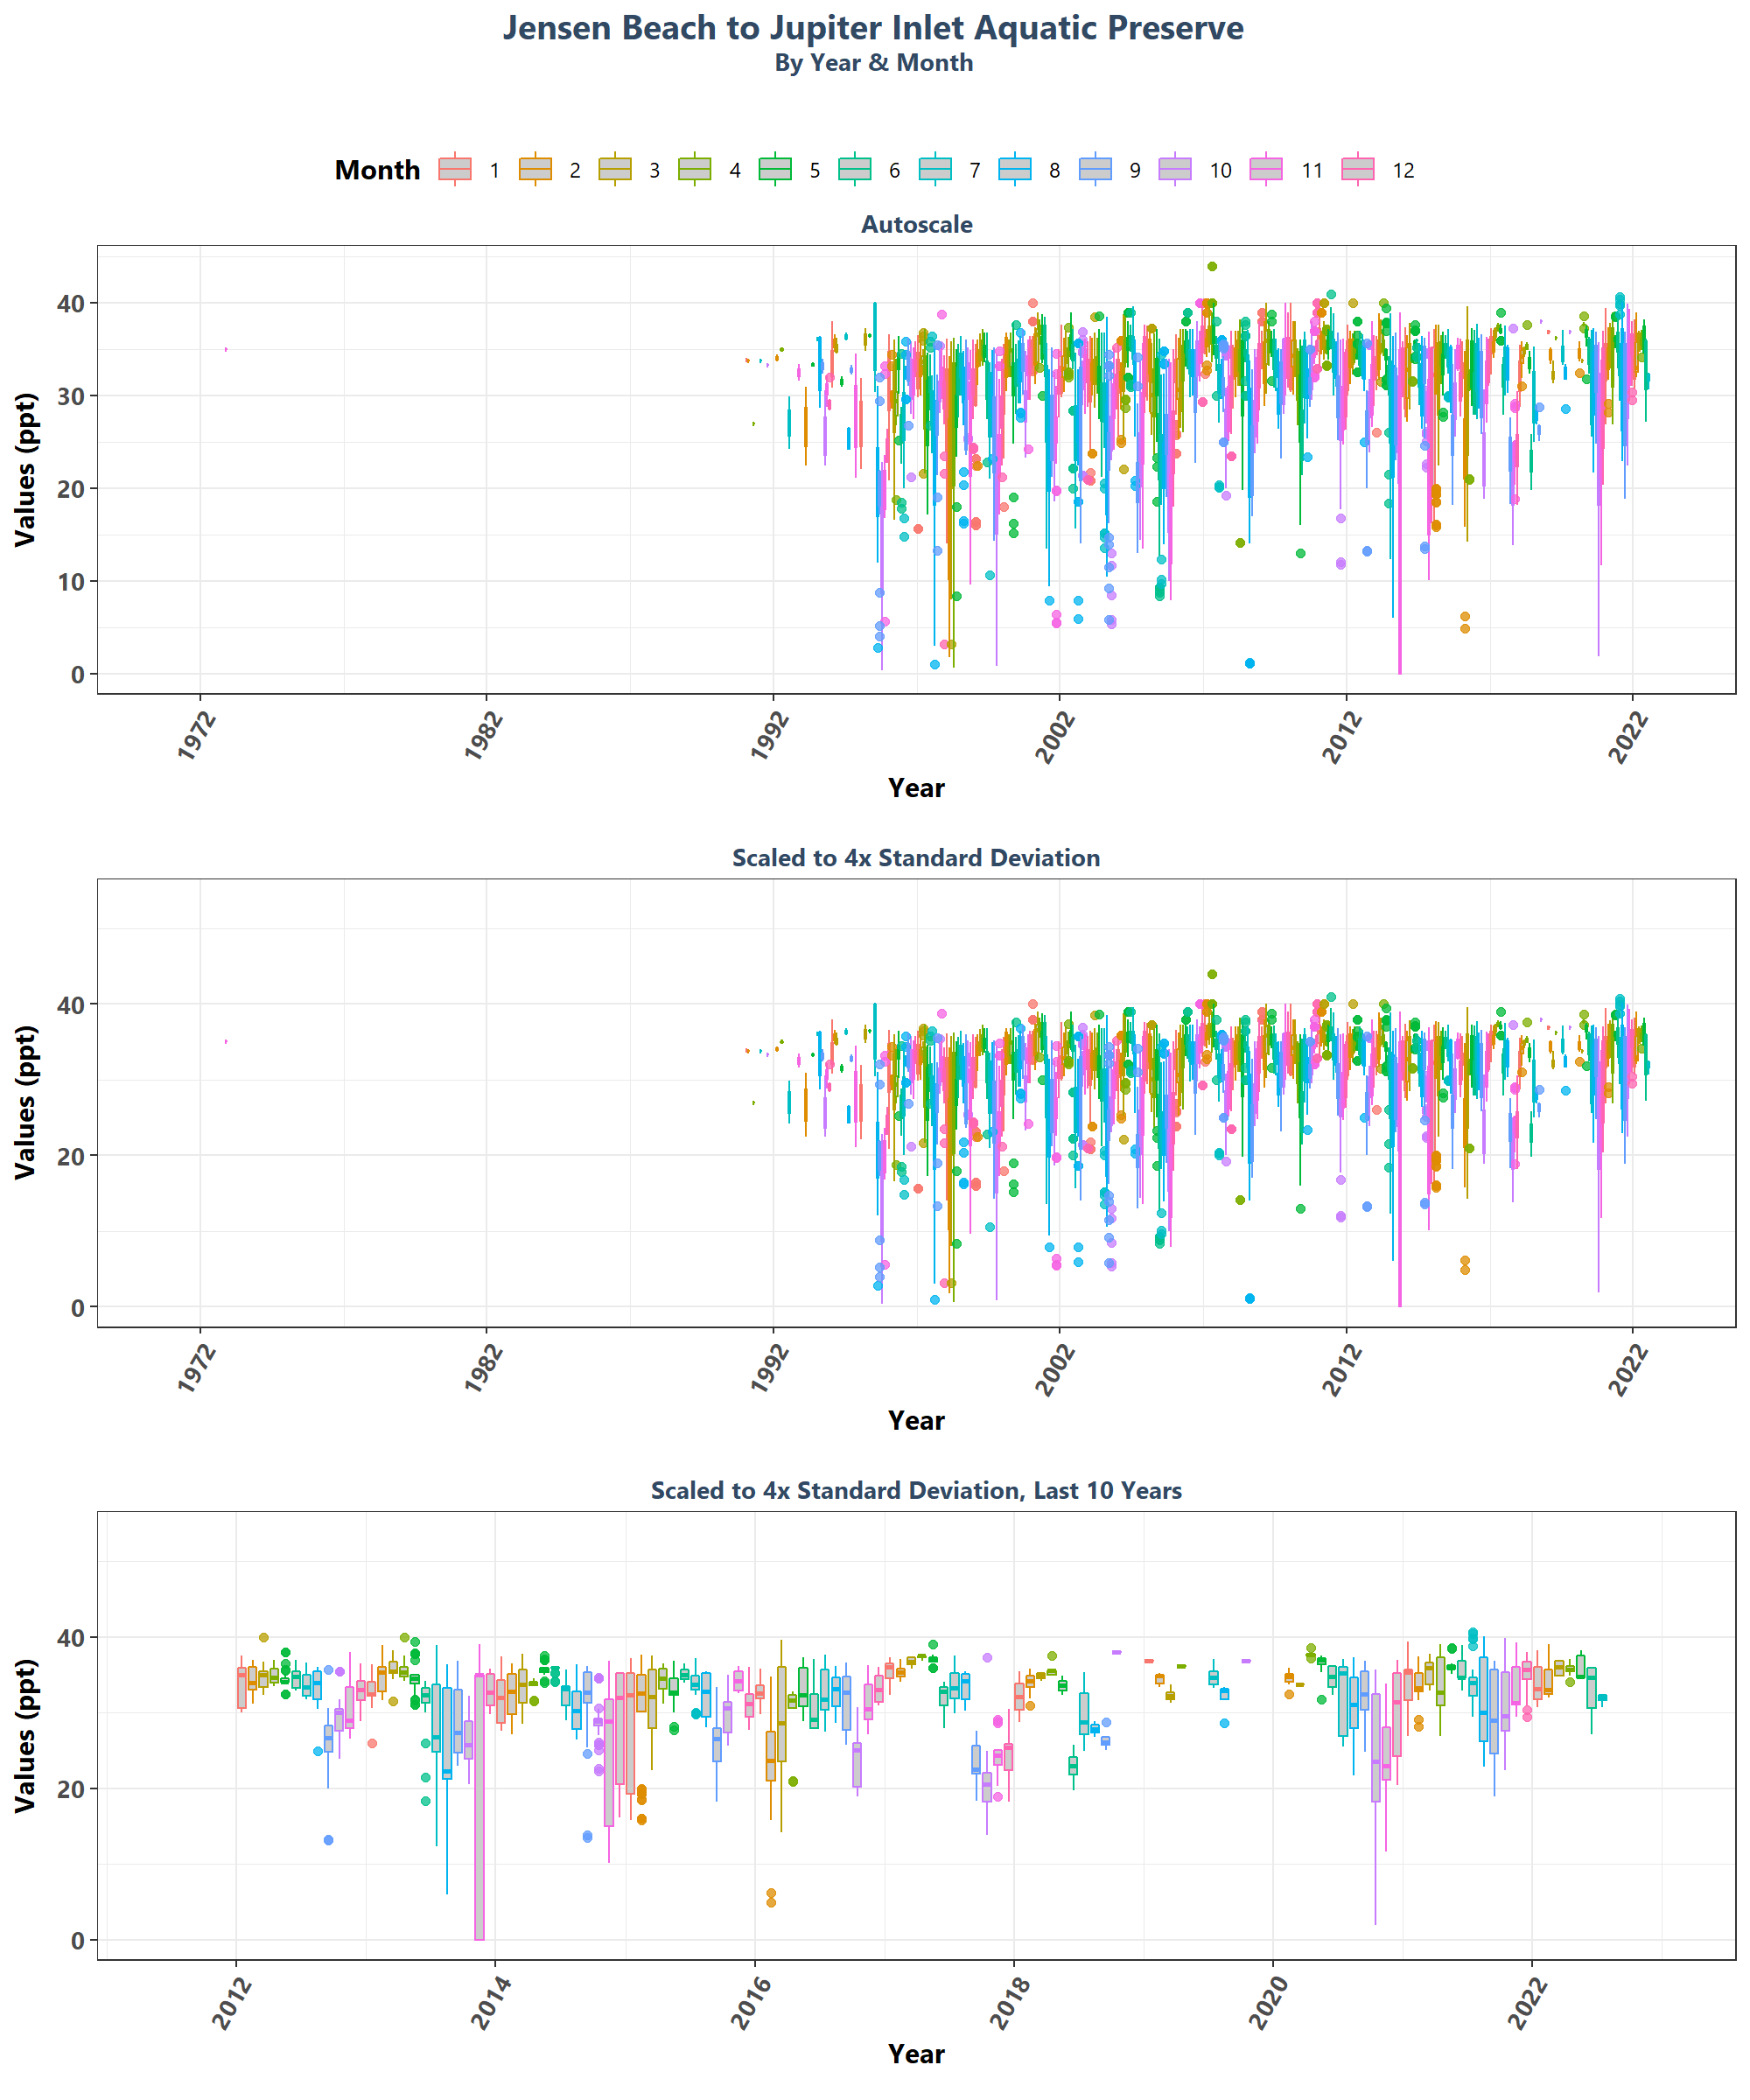 Jensen Beach to Jupiter Inlet Aquatic Preserve
By Year & Month
Month 1 2 3 4 5 6 7 8 9 10 11 12
Autoscale
Values (ppt)
40
30
20
10
0
1972 1982 1992 2002 2012 2022
Year
Scaled to 4x Standard Deviation
Values (ppt)
40
20
0
1972 1982 1992 2002 2012 2022
Year
Scaled to 4x Standard Deviation, Last 10 Years
Values (ppt)
40
20
0
2012 2014 2016 2018 2020 2022
Year